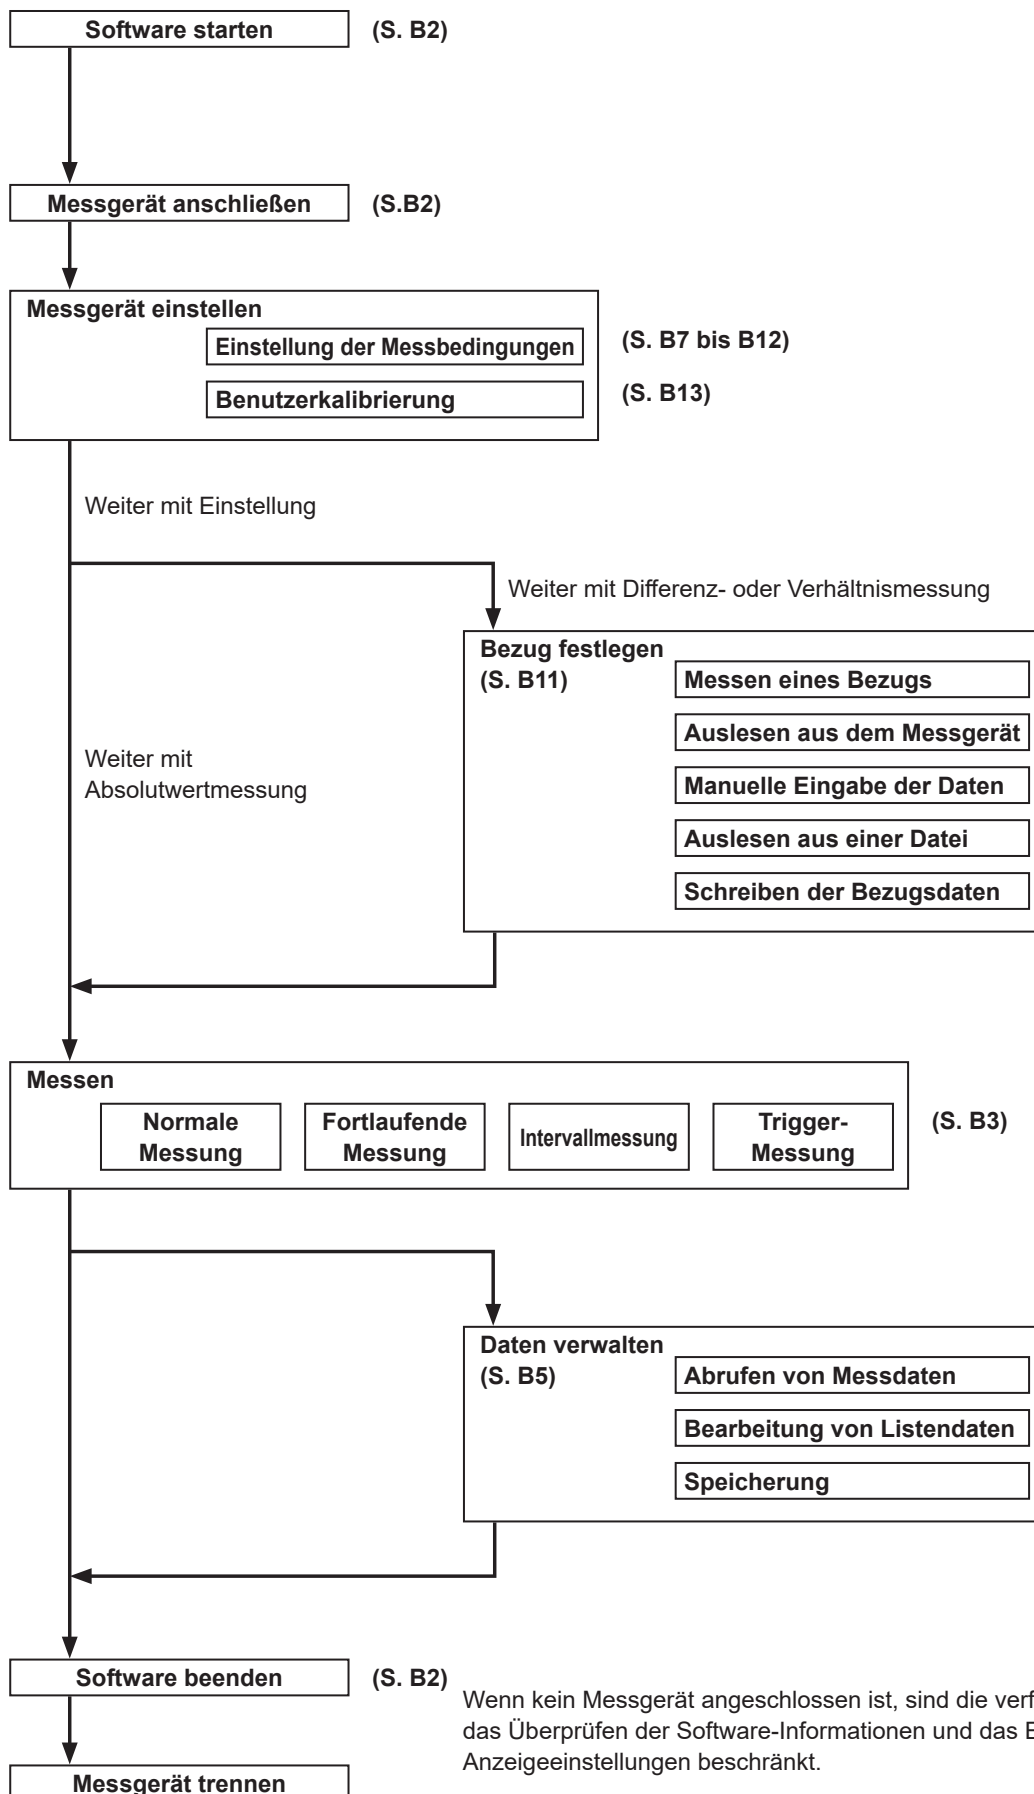 Software starten (S. B2)
Messgerät anschließen (S.B2)
Messgerät einstellen
Einstellung der Messbedingungen (S. B7 bis B12)
Benutzerkalibrierung (S. B13)
Weiter mit Einstellung
Weiter mit Differenz- oder Verhältnismessung
Bezug festlegen
(S. B11)
Messen eines Bezugs
Auslesen aus dem Messgerät
Manuelle Eingabe der Daten
Auslesen aus einer Datei
Schreiben der Bezugsdaten
Weiter mit
Absolutwertmessung
Messen
Normale
Messung
Fortlaufende
Messung
Intervallmessung
Trigger-
Messung
(S. B3)
Daten verwalten
(S. B5)
Abrufen von Messdaten
Bearbeitung von Listendaten
Speicherung
Software beenden (S. B2)
Wenn kein Messgerät angeschlossen ist, sind die
das Überprüfen der Software-Informationen und das
Anzeigeeinstellungen beschränkt.
Messgerät trennen